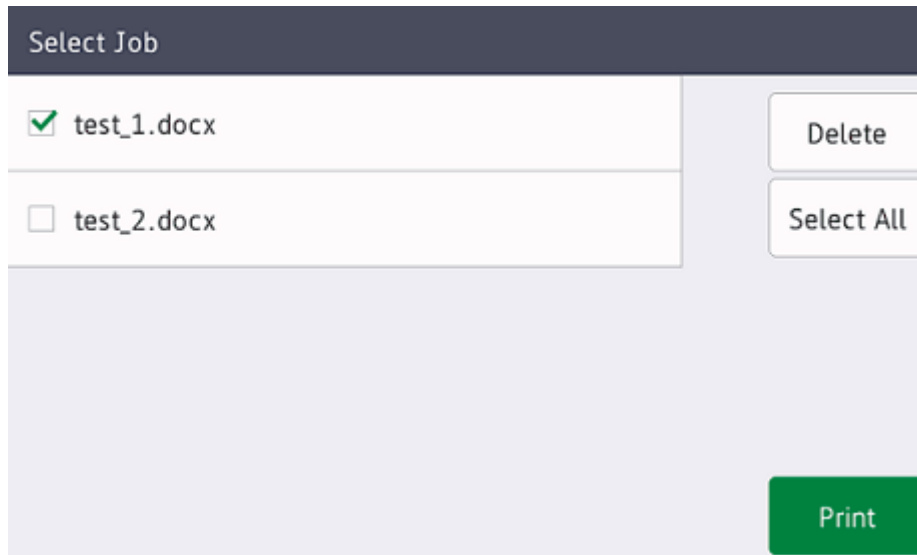 Select Job
test_1.docx
Delete
test_2.docx
Select All
Print